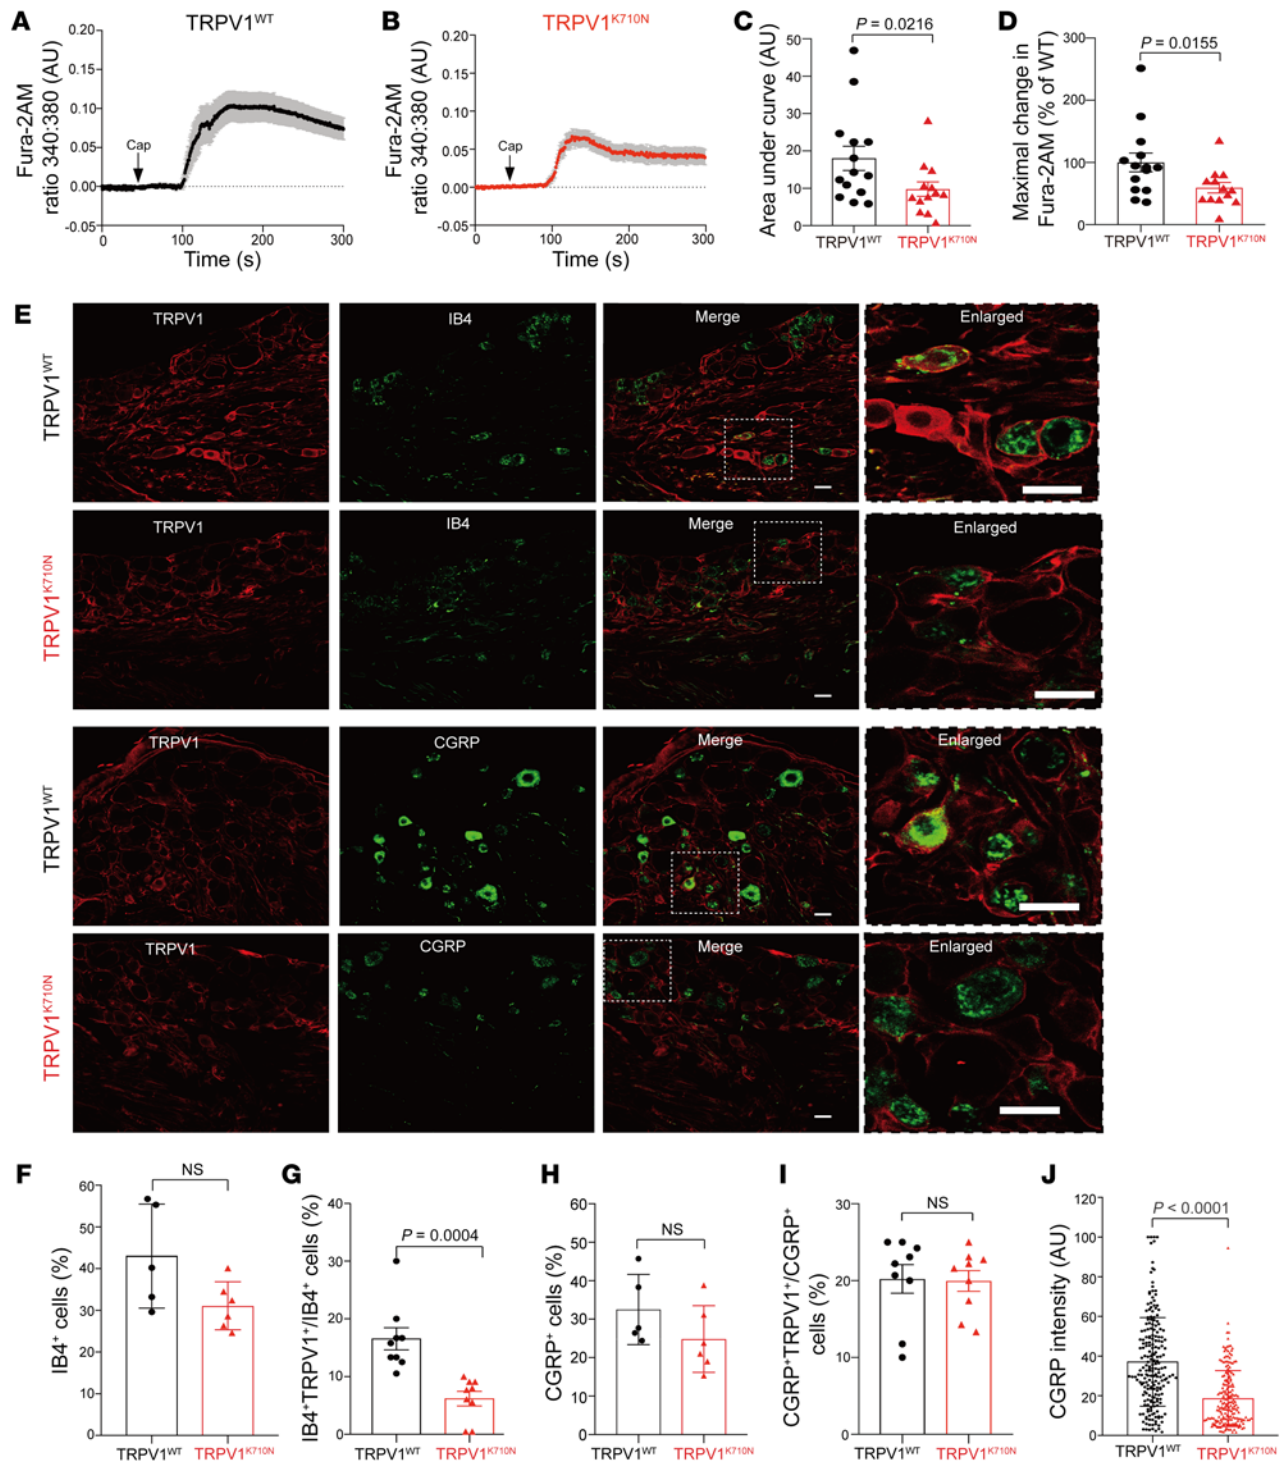 A
TRPV1WT
Fura-2AM
ratio 340:380 (AU)
0.20
0.15
0.10
0.05
0.00
-0.05
Cap
0
100
200
300
Time (s)
B
TRPV1K710N
Fura-2AM
ratio 340:380 (AU)
0.20
0.15
0.10
0.05
0.00
-0.05
Cap
0
100
200
300
Time (s)
C
P = 0.0216
Area under curve (AU)
50
40
30
20
10
0
TRPV1WT
TRPV1K710N
D
P = 0.0155
Maximal change in
Fura-2AM (% of WT)
300
200
100
0
TRPV1WT
TRPV1K710N
E
TRPV1WT
TRPV1
IB4
Merge
Enlarged
TRPV1K710N
TRPV1
IB4
Merge
Enlarged
TRPV1WT
TRPV1
CGRP
Merge
Enlarged
TRPV1K710N
TRPV1
CGRP
Merge
Enlarged
F
NS
IB4+ cells (%)
60
50
40
30
20
10
0
TRPV1WT
TRPV1K710N
G
P = 0.0004
IB4+TRPV1+/IB4+ cells (%)
40
30
20
10
0
TRPV1WT
TRPV1K710N
H
NS
CGRP+ cells (%)
60
50
40
30
20
10
0
TRPV1WT
TRPV1K710N
I
NS
CGRP+TRPV1+/CGRP+
cells (%)
30
20
10
0
TRPV1WT
TRPV1K710N
J
P < 0.0001
CGRP intensity (AU)
120
100
80
60
40
20
0
TRPV1WT
TRPV1K710N